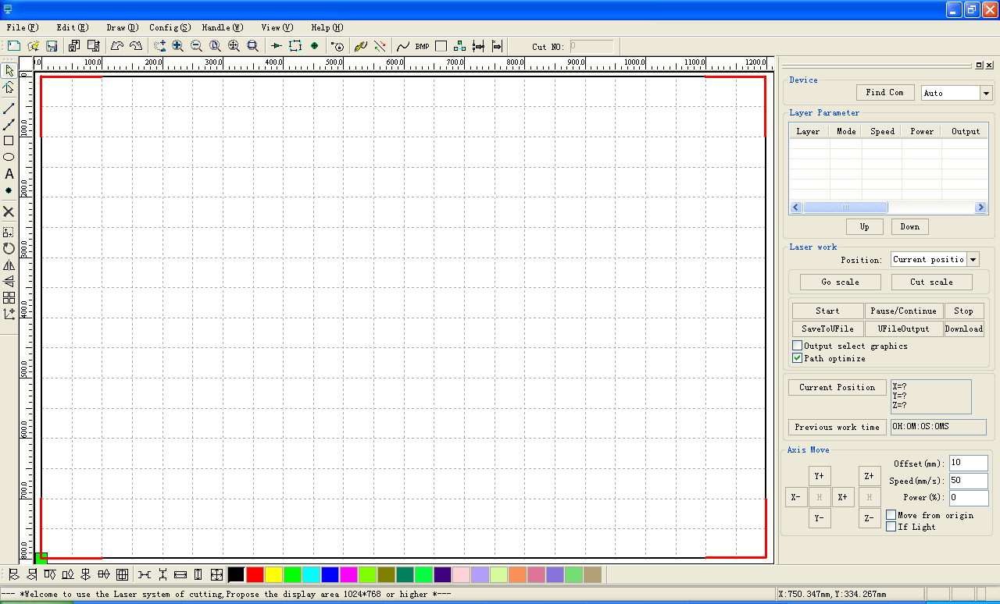 File(F) Edit(E) Draw(D) Config(S) Handle(W) View(V) Help(H)
BMP Cut NO: 0
0.0 100.0 200.0 300.0 400.0 500.0 600.0 700.0 800.0 900.0 1000.0 1100.0 1200.0
0
100.0
200.0
300.0
400.0
500.0
600.0
700.0
800.0
A
Device
Find Com Auto
Layer Parameter
Layer Mode Speed Power Output
Up Down
Laser work
Position: Current positio
Go scale Cut scale
Start Pause/Continue Stop
SaveToUFile UFileOutput Download
Output select graphics
Path optimize
Current Position X=?
Y=?
Z=?
Previous work time 0H:0M:0S:0MS
Axis Move
Offset(mm): 10
Speed(mm/s): 50
Power(%): 0
Y+ Z+
X- H X+ H
Y- Z-
Move from origin
If Light
--- *Welcome to use the Laser system of cutting,Propose the display area 1024*768 or higher *---
X:750.347mm,Y:334.267mm